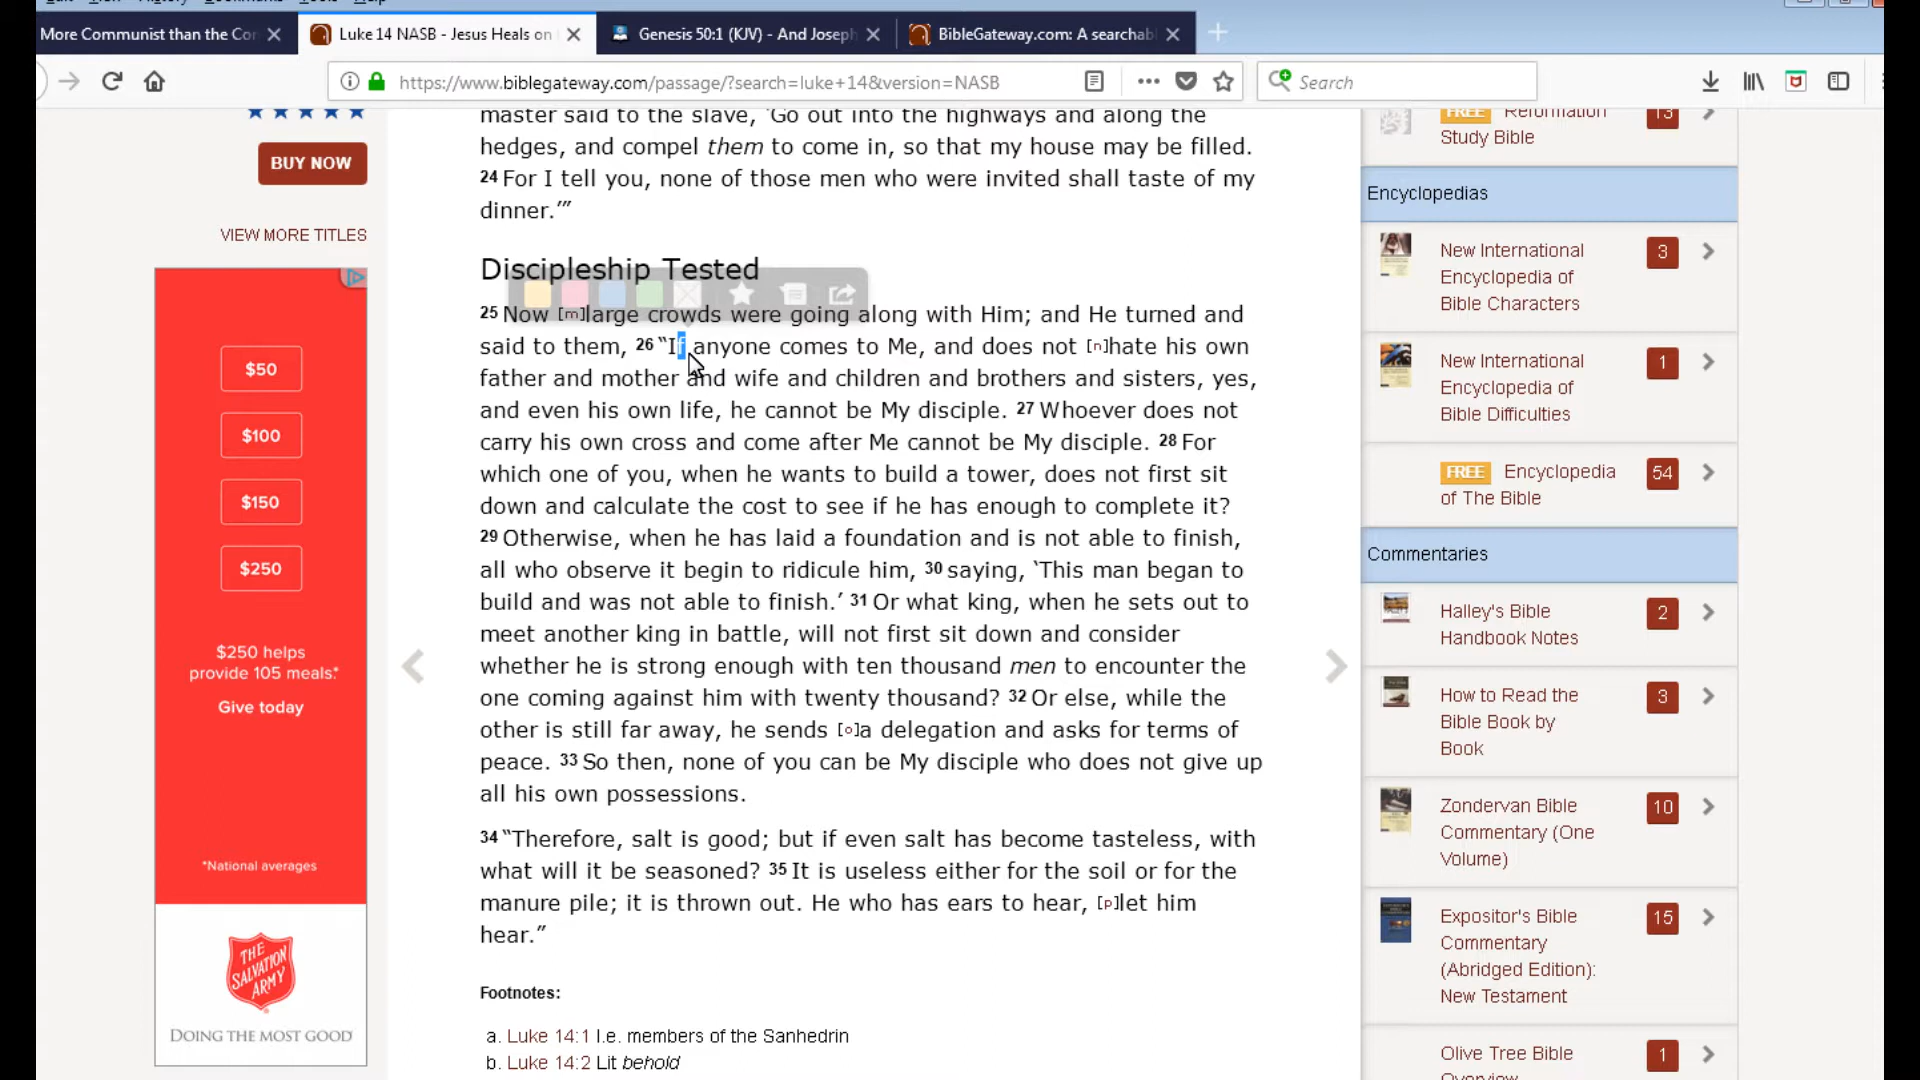 Edit View History Bookmarks Tools Help
More Communist than the Co
Luke 14 NASB - Jesus Heals on
Genesis 50:1 (KJV) - And Joseph
BibleGateway.com: A searchab
https://www.biblegateway.com/passage/?search=luke+14&version=NASB
Search
BUY NOW
VIEW MORE TITLES
$50
$100
$150
$250
$250 helps
provide 105 meals.*
Give today
*National averages
THE
SALVATION
ARMY
DOING THE MOST GOOD
master said to the slave, ‘Go out into the highways and along the
hedges, and compel them to come in, so that my house may be filled.
24 For I tell you, none of those men who were invited shall taste of my
dinner.’”
Discipleship Tested
25 Now [m]large crowds were going along with Him; and He turned and
said to them, 26 “If anyone comes to Me, and does not [n]hate his own
father and mother and wife and children and brothers and sisters, yes,
and even his own life, he cannot be My disciple. 27 Whoever does not
carry his own cross and come after Me cannot be My disciple. 28 For
which one of you, when he wants to build a tower, does not first sit
down and calculate the cost to see if he has enough to complete it?
29 Otherwise, when he has laid a foundation and is not able to finish,
all who observe it begin to ridicule him, 30 saying, ‘This man began to
build and was not able to finish.’ 31 Or what king, when he sets out to
meet another king in battle, will not first sit down and consider
whether he is strong enough with ten thousand men to encounter the
one coming against him with twenty thousand? 32 Or else, while the
other is still far away, he sends [o]a delegation and asks for terms of
peace. 33 So then, none of you can be My disciple who does not give up
all his own possessions.
34 “Therefore, salt is good; but if even salt has become tasteless, with
what will it be seasoned? 35 It is useless either for the soil or for the
manure pile; it is thrown out. He who has ears to hear, [p]let him
hear.”
Footnotes:
a. Luke 14:1 I.e. members of the Sanhedrin
b. Luke 14:2 Lit behold
FREE Reformation 13
Study Bible
Encyclopedias
New International 3
Encyclopedia of
Bible Characters
New International 1
Encyclopedia of
Bible Difficulties
FREE Encyclopedia 54
of The Bible
Commentaries
Halley's Bible 2
Handbook Notes
How to Read the 3
Bible Book by
Book
Zondervan Bible 10
Commentary (One
Volume)
Expositor's Bible 15
Commentary
(Abridged Edition):
New Testament
Olive Tree Bible 1
Overview